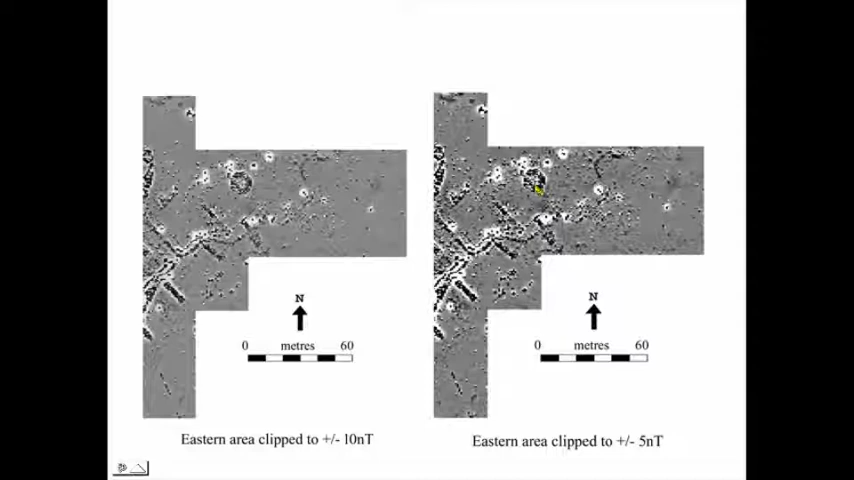 N
N
0 metres 60
0 metres 60
Eastern area clipped to +/- 10nT
Eastern area clipped to +/- 5nT